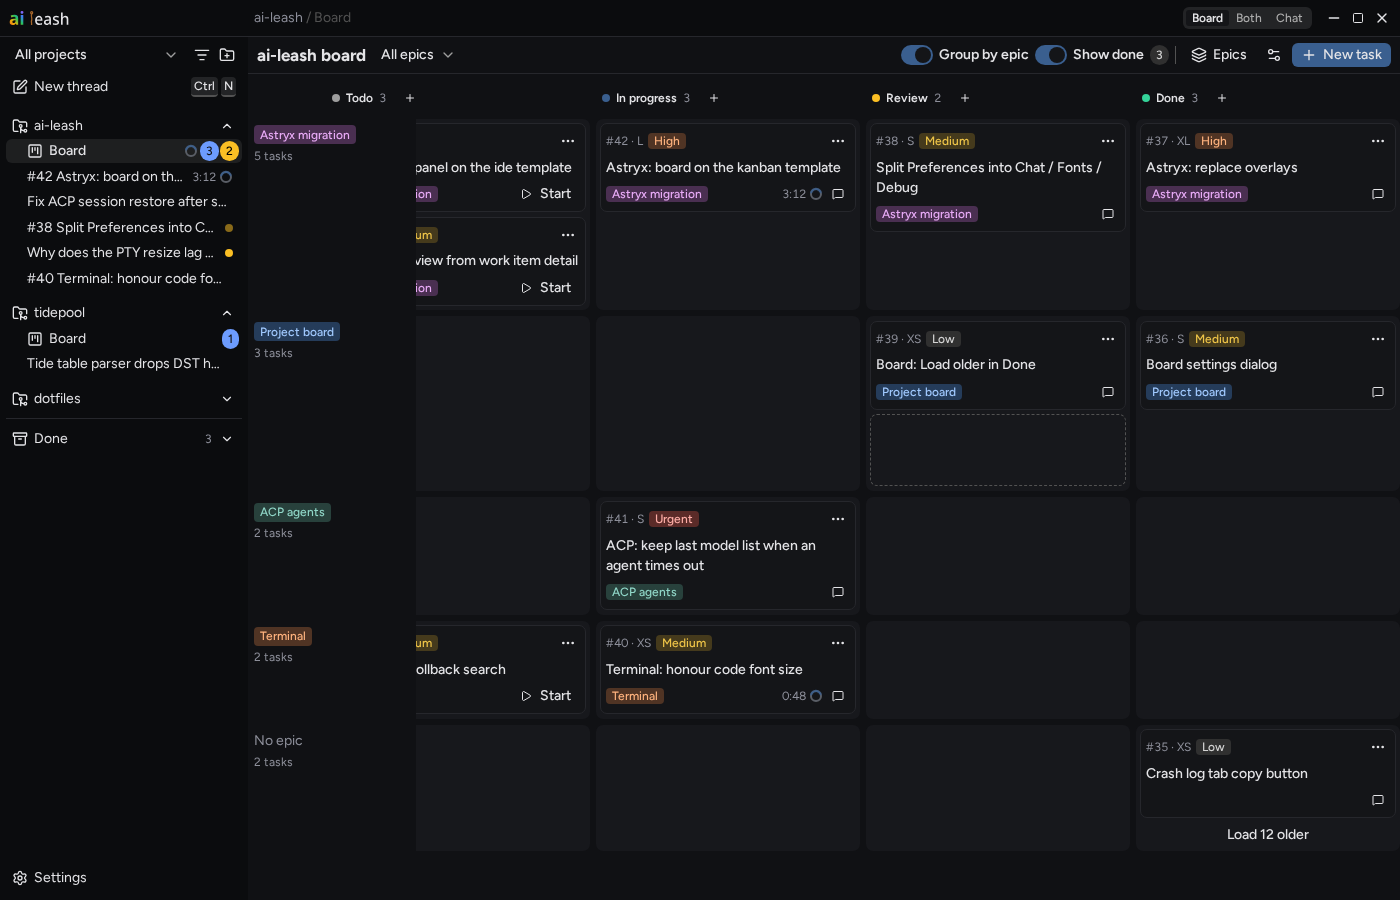 ai leash
ai-leash / Board
Board Both Chat
All projects
ai-leash board
All epics
Group by epic
Show done 3
Epics
New task
New thread Ctrl N
Todo 3
In progress 3
Review 2
Done 3
ai-leash
Board 3 2
#42 Astryx: board on th... 3:12
Fix ACP session restore after s...
#38 Split Preferences into C...
Why does the PTY resize lag ...
#40 Terminal: honour code fo...
tidepool
Board 1
Tide table parser drops DST h...
dotfiles
Done 3
Settings
Astryx migration
5 tasks
panel on the ide template
ion Start
um
view from work item detail
ion Start
#42 · L High
Astryx: board on the kanban template
Astryx migration 3:12
#38 · S Medium
Split Preferences into Chat / Fonts /
Debug
Astryx migration
#37 · XL High
Astryx: replace overlays
Astryx migration
Project board
3 tasks
#39 · XS Low
Board: Load older in Done
Project board
#36 · S Medium
Board settings dialog
Project board
ACP agents
2 tasks
#41 · S Urgent
ACP: keep last model list when an
agent times out
ACP agents
Terminal
2 tasks
um
ollback search
Start
#40 · XS Medium
Terminal: honour code font size
Terminal 0:48
No epic
2 tasks
#35 · XS Low
Crash log tab copy button
Load 12 older